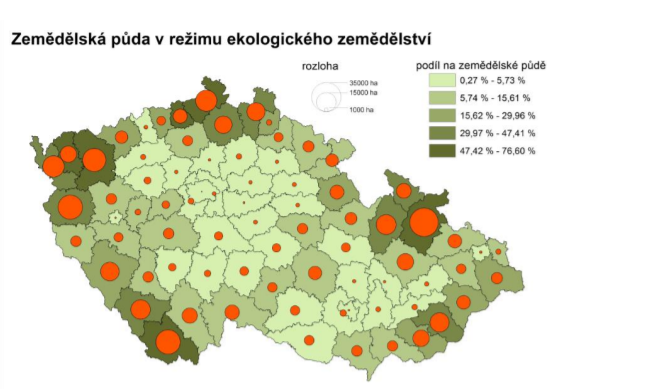 Zemědělská půda v režimu ekologického zemědělství
rozloha
35000 ha
15000 ha
1000 ha
podíl na zemědělské půdě
0,27 % - 5,73 %
5,74 % - 15,61 %
15,62 % - 29,96 %
29,97 % - 47,41 %
47,42 % - 76,60 %